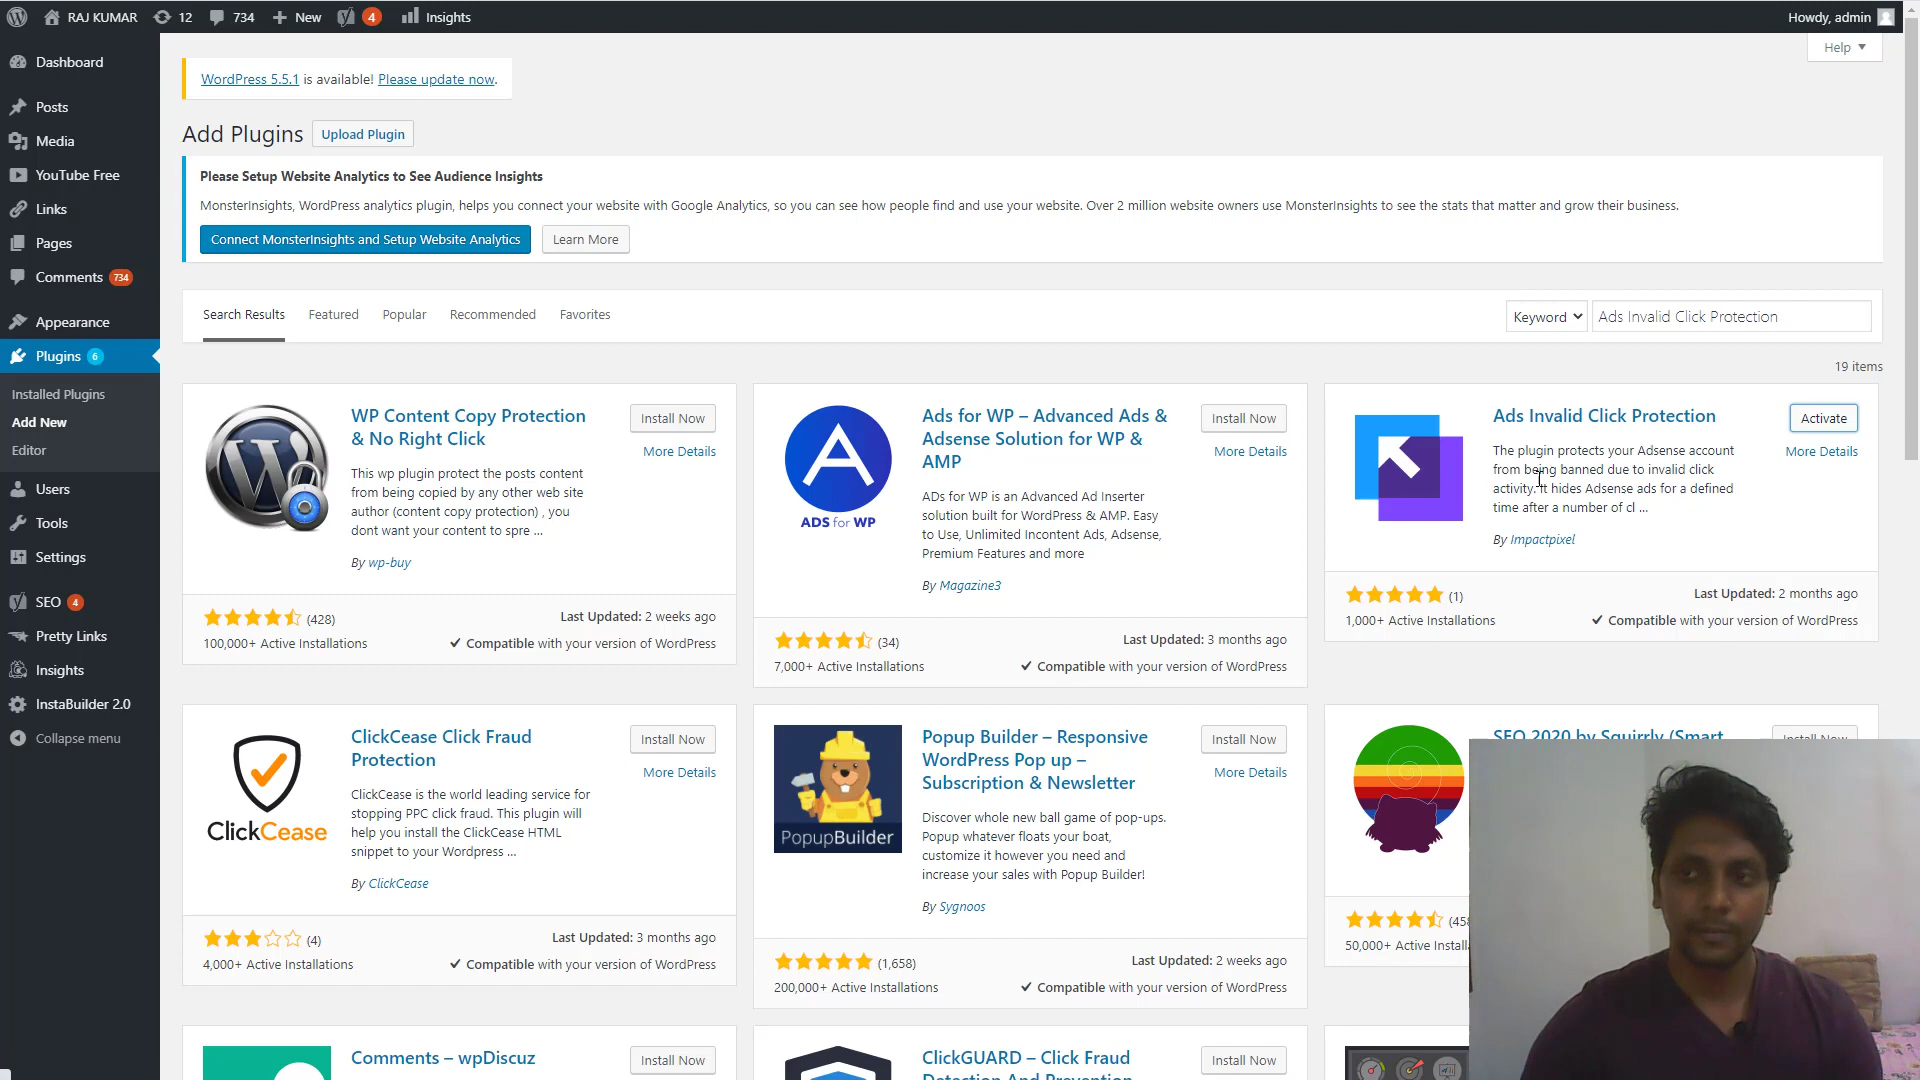 RAJ KUMAR 12 734 New 4 Insights
Howdy, admin
Help
Dashboard
Posts
Media
YouTube Free
Links
Pages
Comments 734
Appearance
Plugins 6
Installed Plugins
Add New
Editor
Users
Tools
Settings
SEO 4
Pretty Links
Insights
InstaBuilder 2.0
Collapse menu
WordPress 5.5.1 is available! Please update now.
Add Plugins Upload Plugin
Please Setup Website Analytics to See Audience Insights
MonsterInsights, WordPress analytics plugin, helps you connect your website with Google Analytics, so you can see how people find and use your website. Over 2 million website owners use MonsterInsights to see the stats that matter and grow their business.
Connect MonsterInsights and Setup Website Analytics Learn More
Search Results Featured Popular Recommended Favorites Keyword Ads Invalid Click Protection
19 items
WP Content Copy Protection
& No Right Click
Install Now
More Details
This wp plugin protect the posts content
from being copied by any other web site
author (content copy protection) , you
dont want your content to spre ...
By wp-buy
(428)
Last Updated: 2 weeks ago
100,000+ Active Installations
Compatible with your version of WordPress
Ads for WP – Advanced Ads &
Adsense Solution for WP &
AMP
Install Now
More Details
ADS for WP
ADs for WP is an Advanced Ad Inserter
solution built for WordPress & AMP. Easy
to Use, Unlimited Incontent Ads, Adsense,
Premium Features and more
By Magazine3
(34)
Last Updated: 3 months ago
7,000+ Active Installations
Compatible with your version of WordPress
Ads Invalid Click Protection
Activate
More Details
The plugin protects your Adsense account
from being banned due to invalid click
activity. It hides Adsense ads for a defined
time after a number of cl ...
By Impactpixel
(1)
Last Updated: 2 months ago
1,000+ Active Installations
Compatible with your version of WordPress
ClickCease Click Fraud
Protection
Install Now
More Details
ClickCease
ClickCease is the world leading service for
stopping PPC click fraud. This plugin will
help you install the ClickCease HTML
snippet to your Wordpress ...
By ClickCease
(4)
Last Updated: 3 months ago
4,000+ Active Installations
Compatible with your version of WordPress
Popup Builder – Responsive
WordPress Pop up –
Subscription & Newsletter
Install Now
More Details
PopupBuilder
Discover whole new ball game of pop-ups.
Popup whatever floats your boat,
customize it however you need and
increase your sales with Popup Builder!
By Sygnoos
(1,658)
Last Updated: 2 weeks ago
200,000+ Active Installations
Compatible with your version of WordPress
SEO 2020 by Squirrly (Smart
Install Now
(458
50,000+ Active Installa
Comments – wpDiscuz
Install Now
ClickGUARD – Click Fraud
Detection And Prevention
Install Now